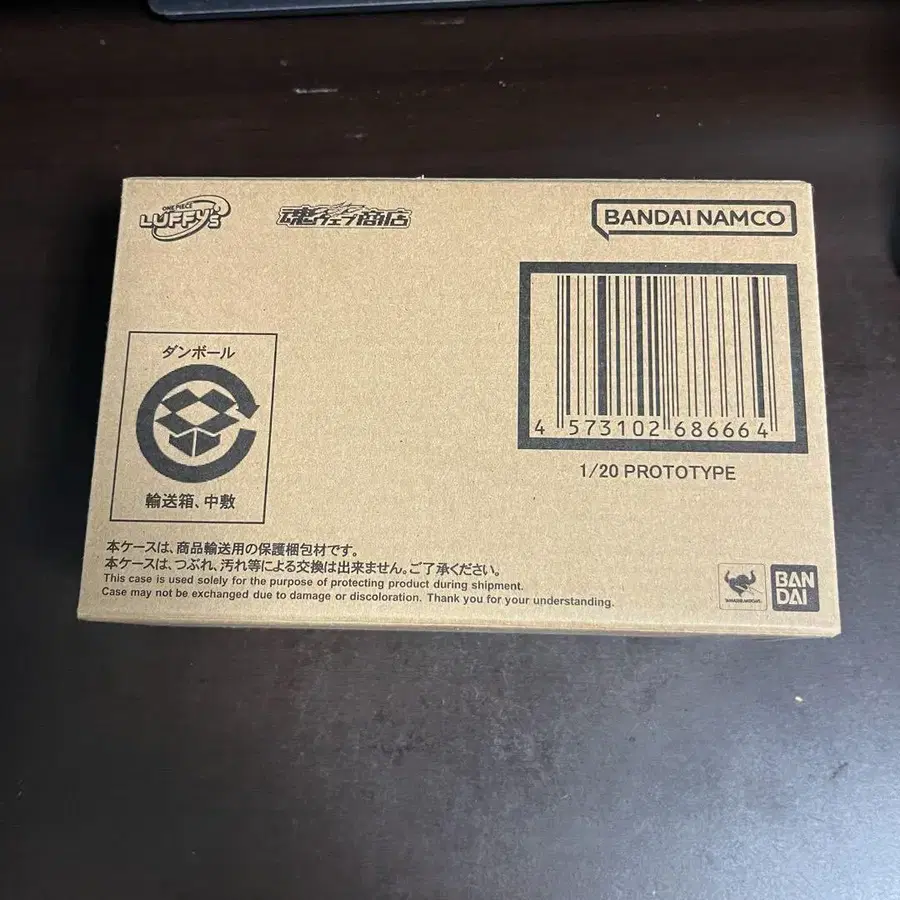 ONE PIECE
LUFFY's
魂ウェブ商店
BANDAI NAMCO
4 573102 686664
1/20 PROTOTYPE
ダンボール
輸送箱、中敷
本ケースは、商品輸送用の保護梱包材です。
本ケースは、つぶれ、汚れ等による交換は出来ません。ご了承ください。
This case is used solely for the purpose of protecting product during shipment.
Case may not be exchanged due to damage or discoloration. Thank you for your understanding.
BAN
DAI